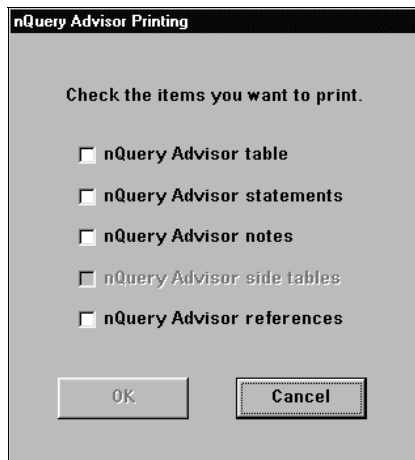 nQuery Advisor Printing
Check the items you want to print.
nQuery Advisor table
nQuery Advisor statements
nQuery Advisor notes
nQuery Advisor side tables
nQuery Advisor references
OK Cancel